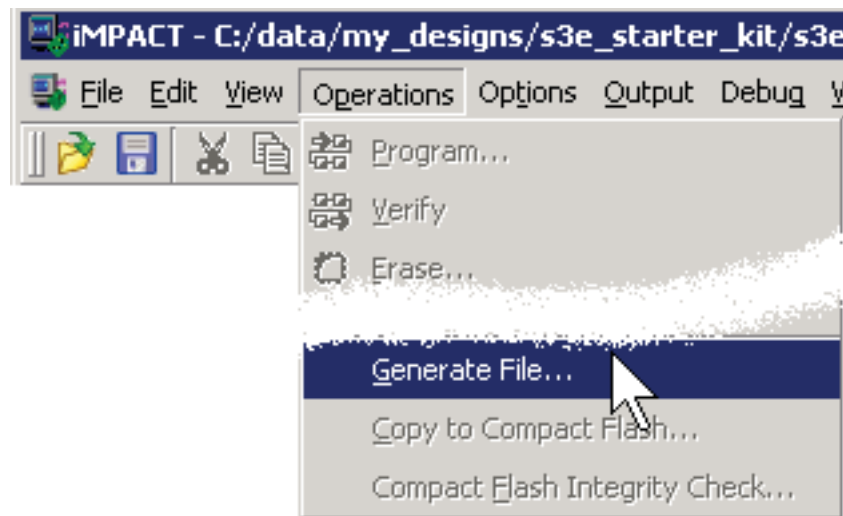 iMPACT - C:/data/my_designs/s3e_starter_kit/s3e
File Edit View Operations Options Output Debug
Program...
Verify
Erase...
Generate File...
Copy to Compact Flash...
Compact Flash Integrity Check...